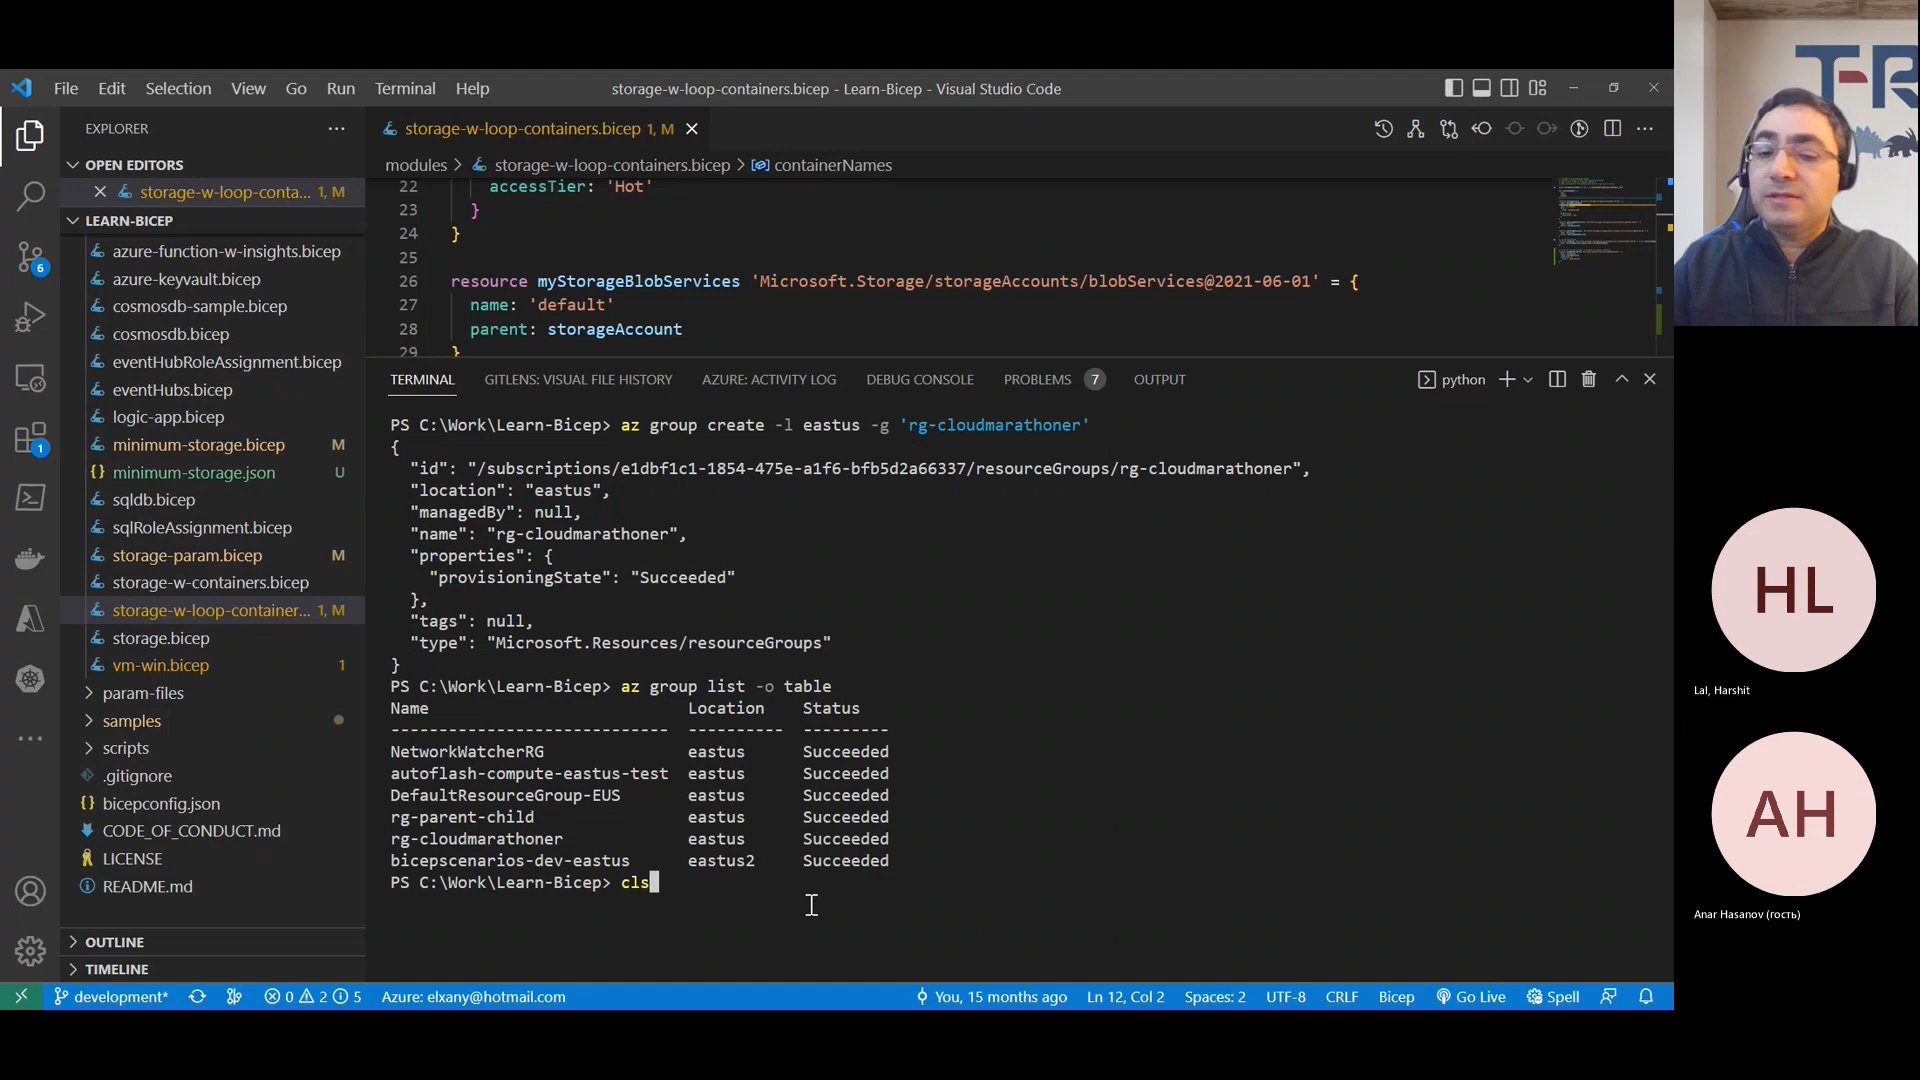 File Edit Selection View Go Run Terminal Help
storage-w-loop-containers.bicep - Learn-Bicep - Visual Studio Code
EXPLORER
OPEN EDITORS
storage-w-loop-conta... 1, M
LEARN-BICEP
azure-function-w-insights.bicep
azure-keyvault.bicep
cosmosdb-sample.bicep
cosmosdb.bicep
eventHubRoleAssignment.bicep
eventHubs.bicep
logic-app.bicep
minimum-storage.bicep M
minimum-storage.json U
sqldb.bicep
sqlRoleAssignment.bicep
storage-param.bicep M
storage-w-containers.bicep
storage-w-loop-container... 1, M
storage.bicep
vm-win.bicep 1
param-files
samples
scripts
.gitignore
bicepconfig.json
CODE_OF_CONDUCT.md
LICENSE
README.md
OUTLINE
TIMELINE
6
1
storage-w-loop-containers.bicep 1, M
modules > storage-w-loop-containers.bicep > containerNames
22 accessTier: 'Hot'
23 }
24 }
25
26 resource myStorageBlobServices 'Microsoft.Storage/storageAccounts/blobServices@2021-06-01' = {
27 name: 'default'
28 parent: storageAccount
29 }
TERMINAL GITLENS: VISUAL FILE HISTORY AZURE: ACTIVITY LOG DEBUG CONSOLE PROBLEMS 7 OUTPUT
python
PS C:\Work\Learn-Bicep> az group create -l eastus -g 'rg-cloudmarathoner'
{
"id": "/subscriptions/e1dbf1c1-1854-475e-a1f6-bfb5d2a66337/resourceGroups/rg-cloudmarathoner",
"location": "eastus",
"managedBy": null,
"name": "rg-cloudmarathoner",
"properties": {
"provisioningState": "Succeeded"
},
"tags": null,
"type": "Microsoft.Resources/resourceGroups"
}
PS C:\Work\Learn-Bicep> az group list -o table
Name Location Status
---------------------------- ---------- ---------
NetworkWatcherRG eastus Succeeded
autoflash-compute-eastus-test eastus Succeeded
DefaultResourceGroup-EUS eastus Succeeded
rg-parent-child eastus Succeeded
rg-cloudmarathoner eastus Succeeded
bicepscenarios-dev-eastus eastus2 Succeeded
PS C:\Work\Learn-Bicep> cls
development* 0 2 5 Azure: elxany@hotmail.com You, 15 months ago Ln 12, Col 2 Spaces: 2 UTF-8 CRLF Bicep Go Live Spell
T-R
HL
Lal, Harshit
AH
Anar Hasanov (гость)